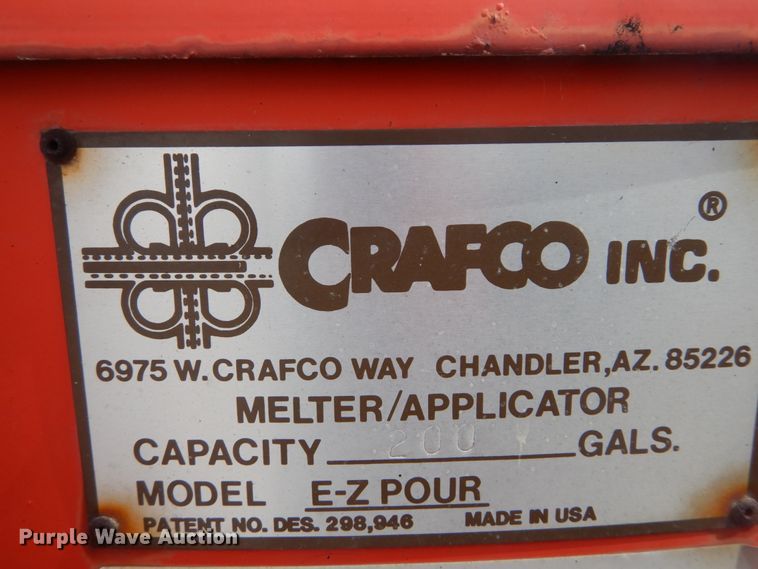 CRAFCO INC.®
6975 W. CRAFCO WAY CHANDLER, AZ. 85226
MELTER/APPLICATOR
CAPACITY 200 GALS.
MODEL E-Z POUR
PATENT NO. DES. 298,946 MADE IN USA
Purple Wave Auction